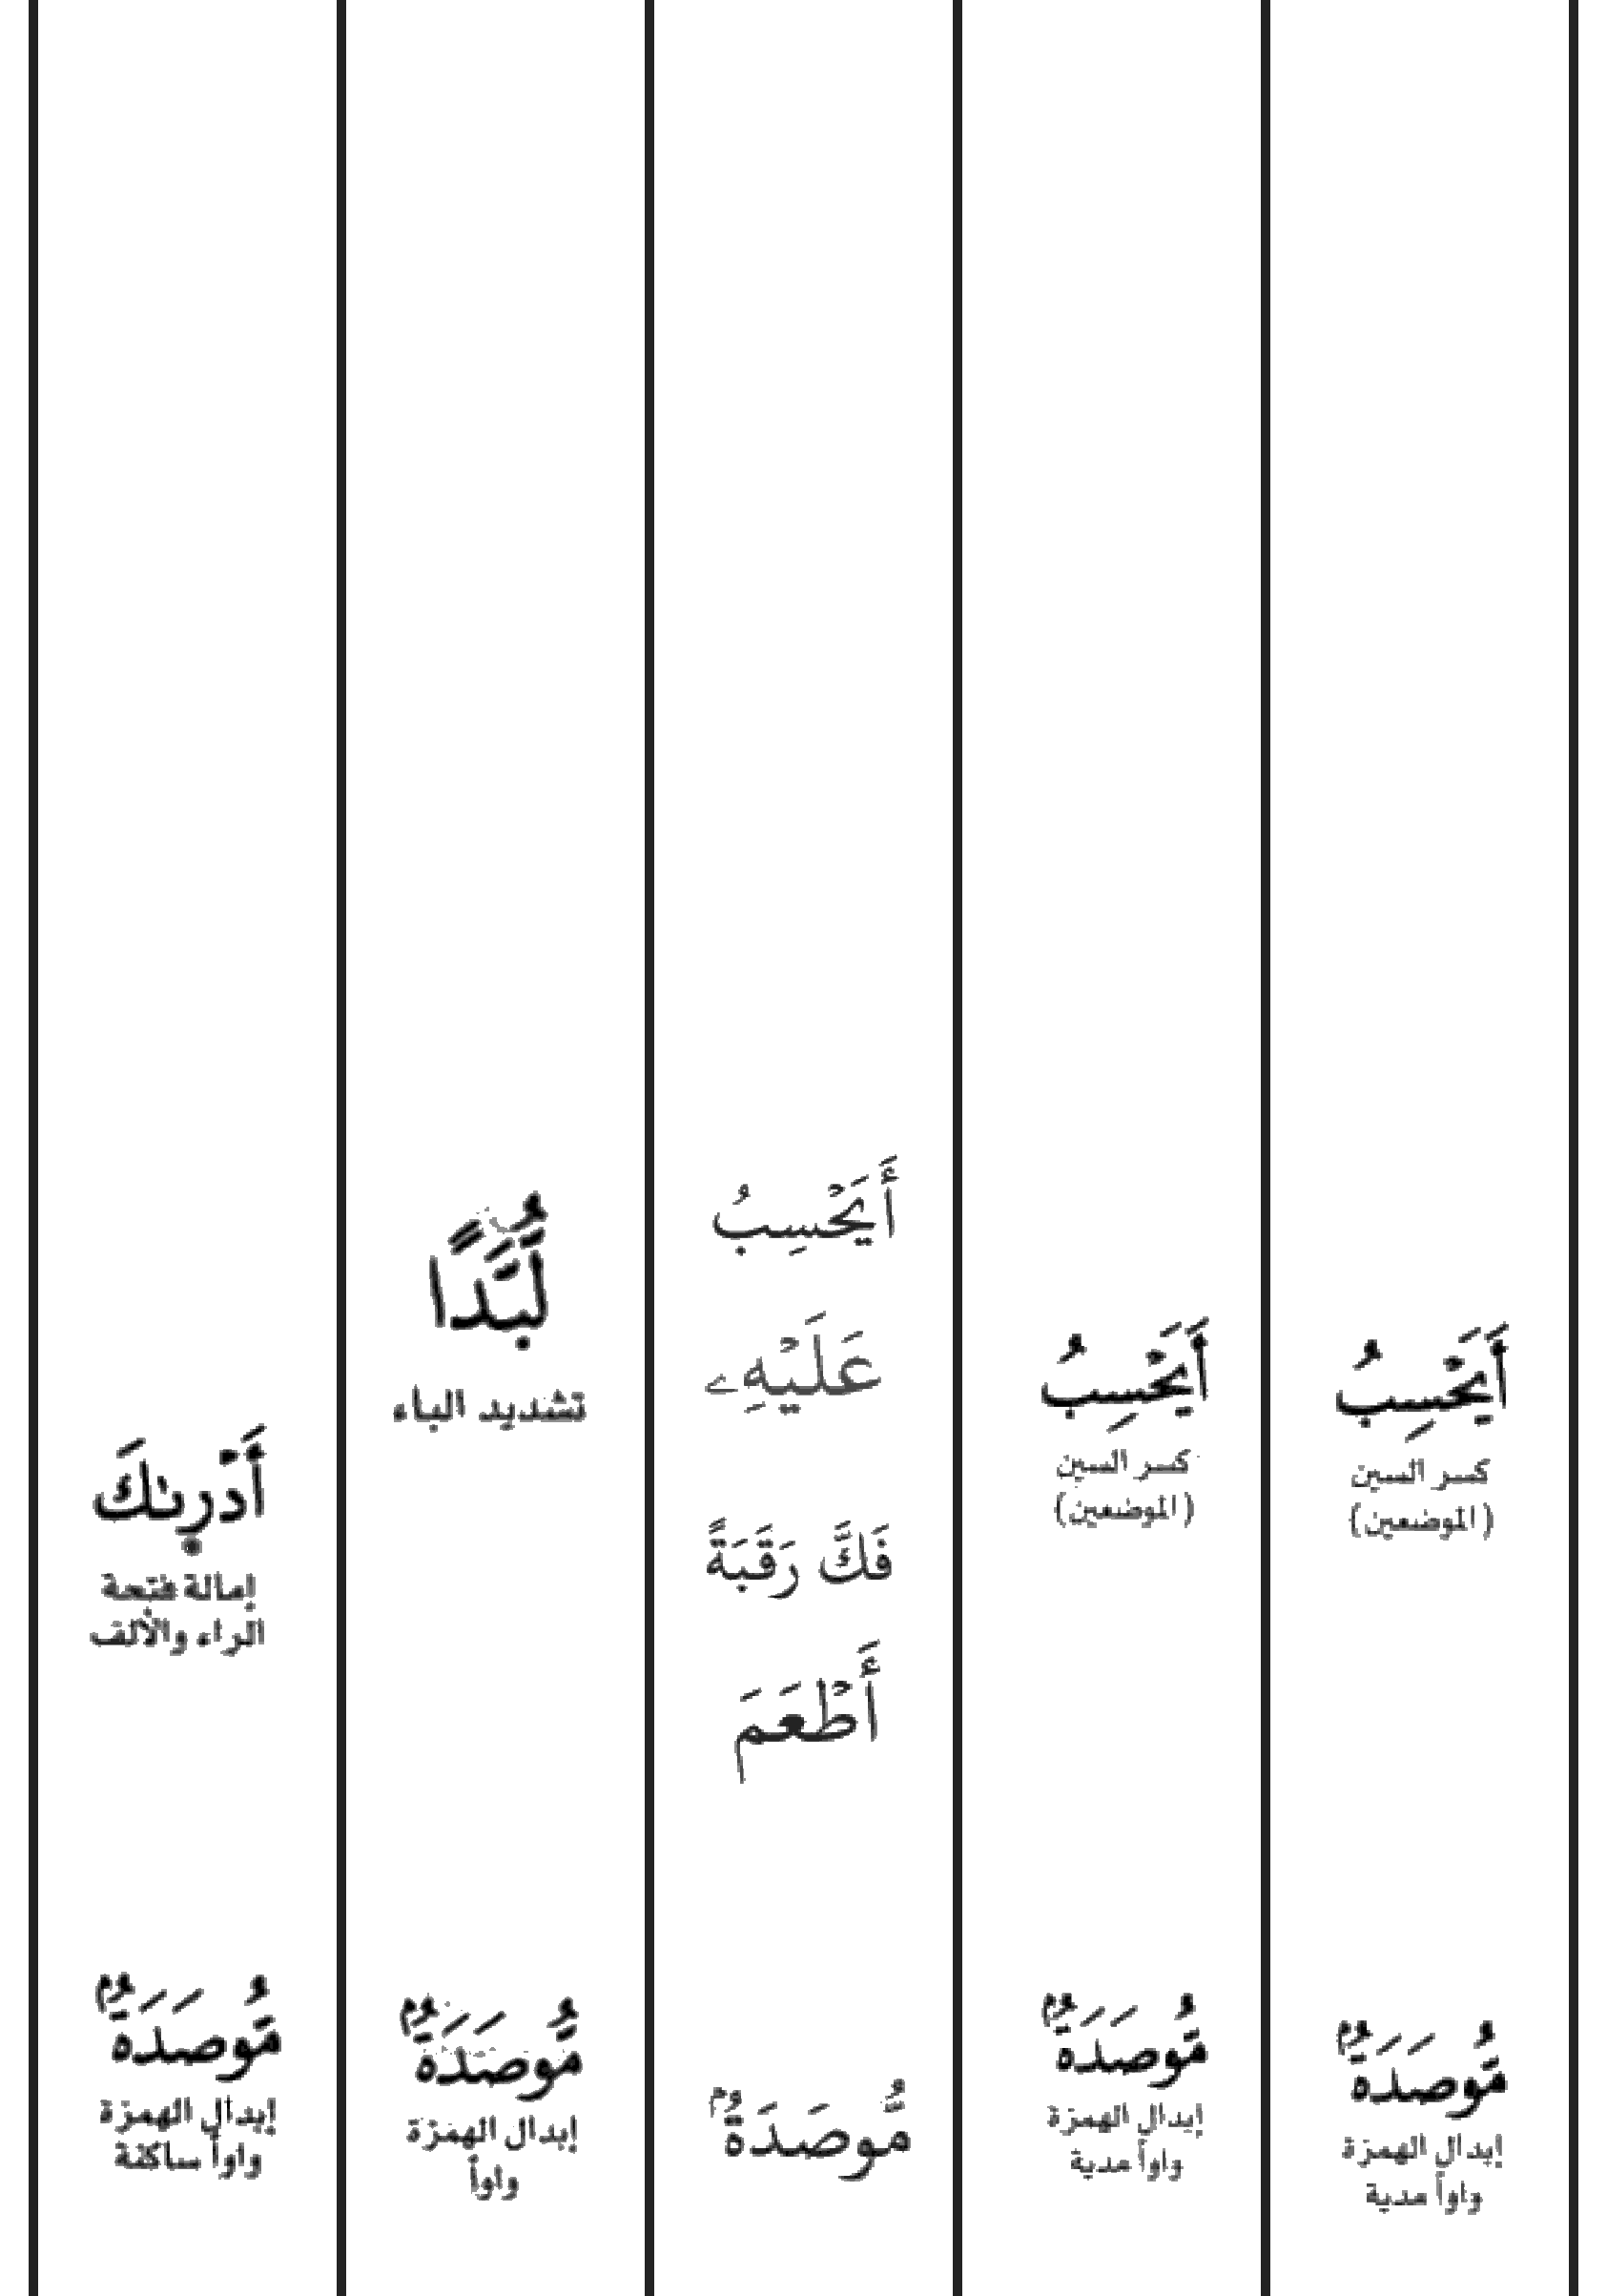 أَيَحْسِبُ
كسر السين
(الموضعين)
مُّوصَدَةٌۢ
إبدال الهمزة
واواً مدية
أَيَحْسِبُ
كسر السين
(الموضعين)
مُّوصَدَةٌۢ
إبدال الهمزة
واواً مدية
أَيَحْسِبُ
عَلَيْهِۦ
فَكَّ رَقَبَةً
أَطْعَمَ
مُّوصَدَةٌۢ
لُّبَّدًا
تشديد الباء
مُّوصَدَةٌۢ
إبدال الهمزة
واواً
أَدْرِىٰكَ
إمالة فتحة
الراء والألف
مُّوصَدَةٌۢ
إبدال الهمزة
واواً ساكنة